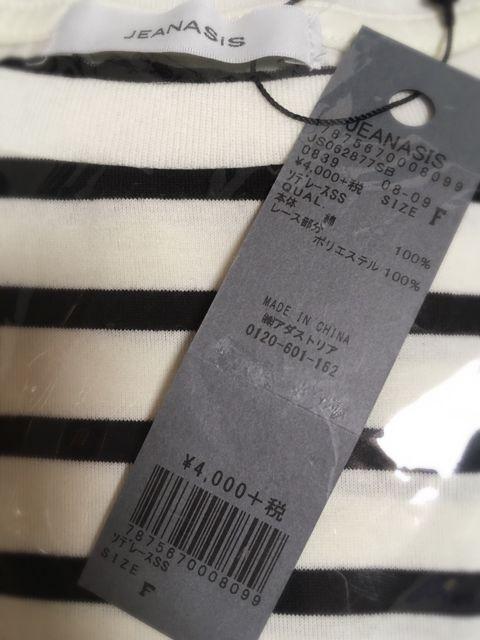 JEANASIS
JEANASIS
7875670008099
JS062877SB
0839 08-09
¥4,000+税 SIZE F
ソデレースSS
QUAL.
本体 綿 100%
レース部分
ポリエステル 100%
MADE IN CHINA
㈱アダストリア
0120-601-162
¥4,000+税
7875670008099
ソデレースSS
SIZE F